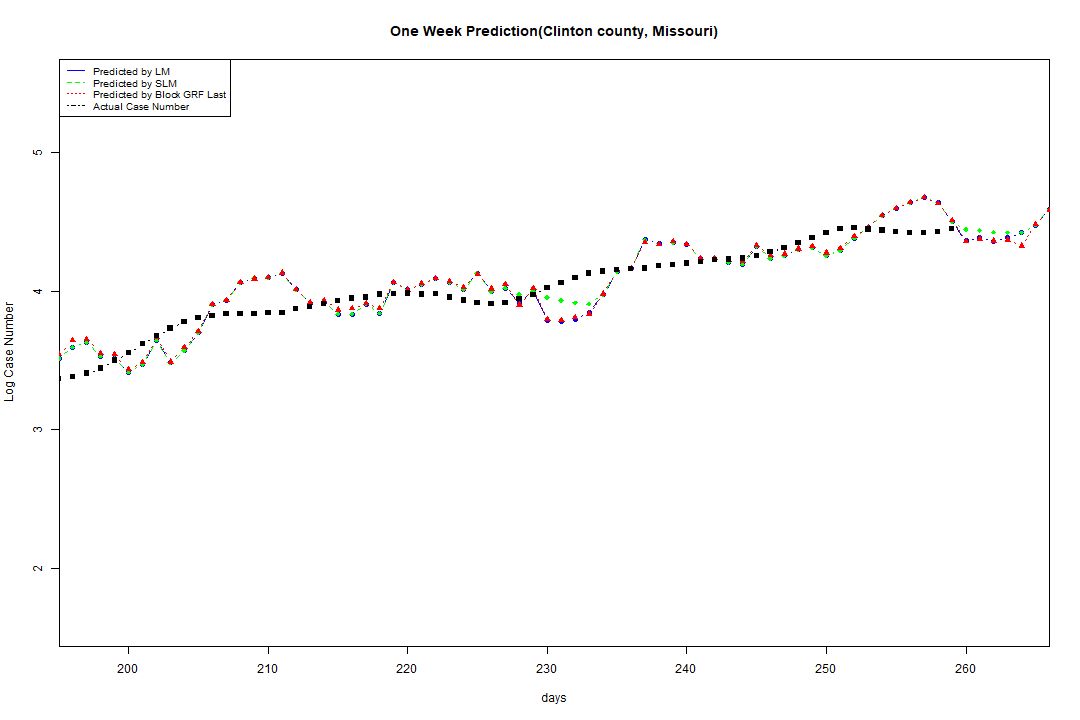 One Week Prediction(Clinton county, Missouri)
Predicted by LM
Predicted by SLM
Predicted by Block GRF Last
Actual Case Number
5
4
3
2
Log Case Number
200 210 220 230 240 250 260
days